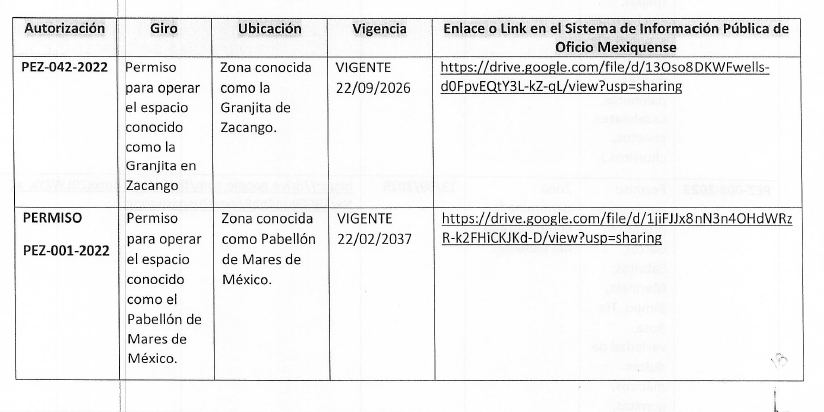 Autorización Giro Ubicación Vigencia Enlace o Link en el Sistema de Información Pública de
Oficio Mexiquense
PEZ-042-2022
Permiso
para operar
el espacio
conocido
como la
Granjita en
Zacango
Zona conocida
como la
Granjita de
Zacango.
VIGENTE
22/09/2026
https://drive.google.com/file/d/13Oso8DKWFwells-
d0FpvEQtY3L-kZ-qL/view?usp=sharing
PERMISO
PEZ-001-2022
Permiso
para operar
el espacio
conocido
como el
Pabellón de
Mares de
México.
Zona conocida
como Pabellón
de Mares de
México.
VIGENTE
22/02/2037
https://drive.google.com/file/d/1jiFJJx8nN3n4OHdWRz
R-k2FHiCKJKd-D/view?usp=sharing